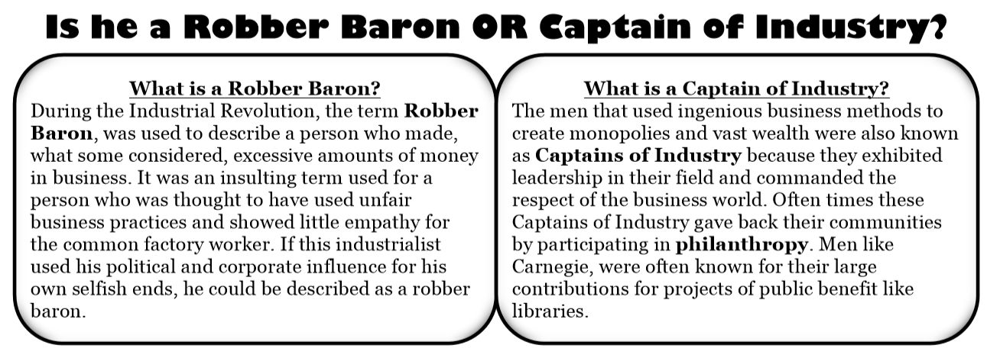 Is he a Robber Baron OR Captain of Industry?
What is a Robber Baron?
During the Industrial Revolution, the term Robber
Baron, was used to describe a person who made,
what some considered, excessive amounts of money
in business. It was an insulting term used for a
person who was thought to have used unfair
business practices and showed little empathy for
the common factory worker. If this industrialist
used his political and corporate influence for his
own selfish ends, he could be described as a robber
baron.
What is a Captain of Industry?
The men that used ingenious business methods to
create monopolies and vast wealth were also known
as Captains of Industry because they exhibited
leadership in their field and commanded the
respect of the business world. Often times these
Captains of Industry gave back their communities
by participating in philanthropy. Men like
Carnegie, were often known for their large
contributions for projects of public benefit like
libraries.